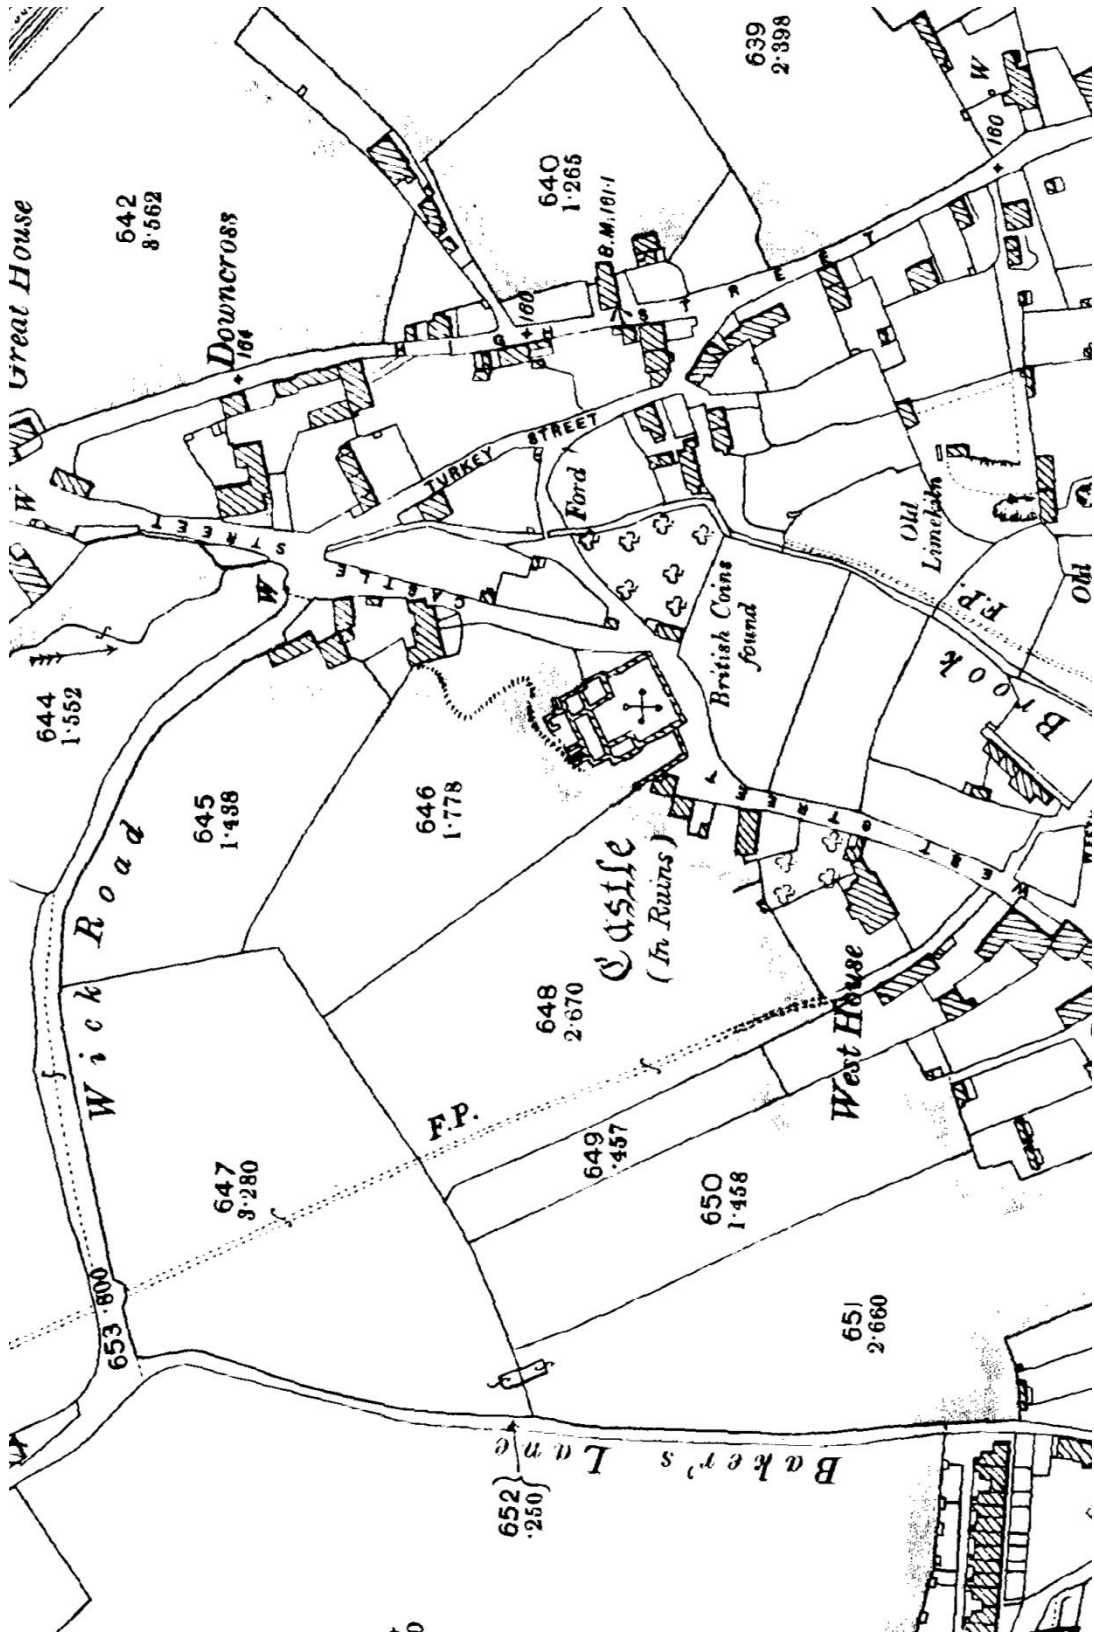 Great House
642
3·562
Downcross
164
639
2·398
W
160
640
1·265
B.M.161·1
160
HIGH STREET
TURKEY STREET
Ford
W
CASTLE STREET
W
644
1·552
Wick Road
645
1·438
646
1·778
Castle
(In Ruins)
British Coins
found
Old
Limekiln
F.P.
Brook
Old
WEST STREET
West House
648
2·670
F.P.
647
3·280
649
·457
650
1·458
651
2·660
653 ·800
Baker's Lane
652
·250